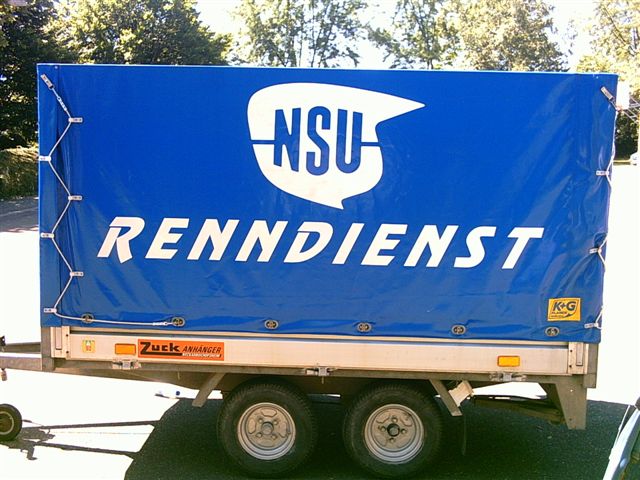 NSU
RENNDIENST
K+G
Zuck ANHÄNGER